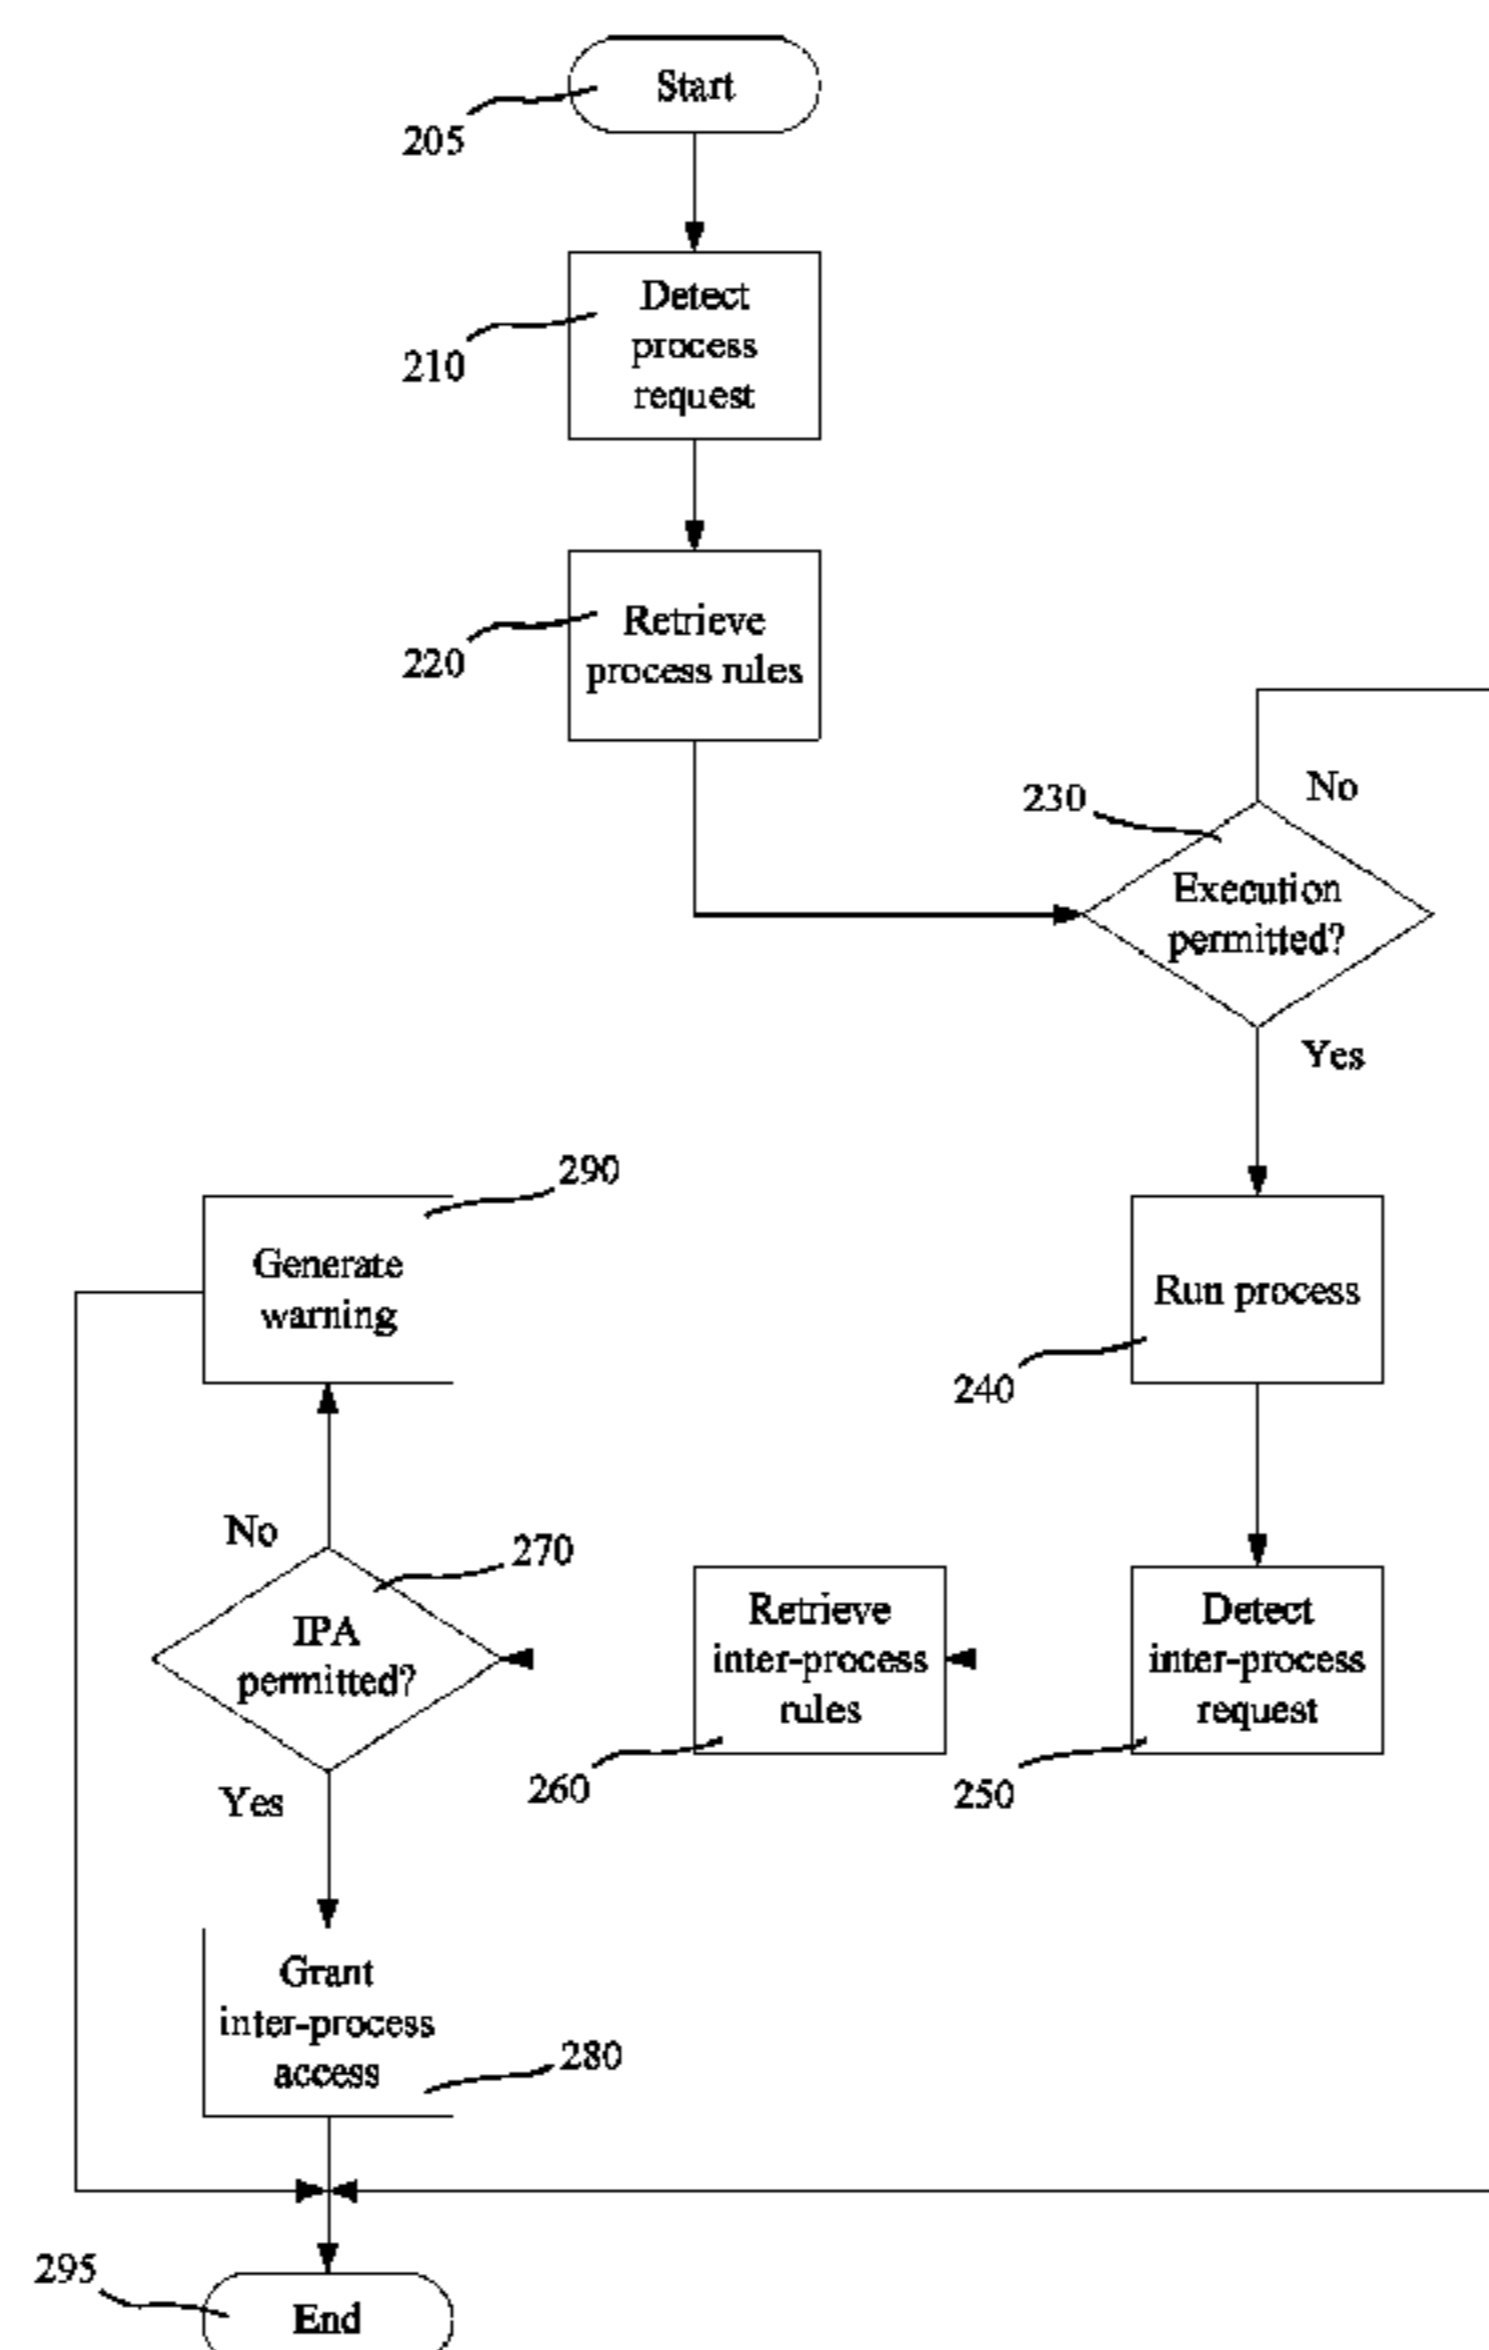 Start
205
Detect
process
request
210
Retrieve
process rules
220
No
230
Execution
permitted?
Yes
290
Generate
warning
Run process
240
No
270
IPA
permitted?
Retrieve
inter-process
rules
260
Detect
inter-process
request
250
Yes
Grant
inter-process
access
280
295
End